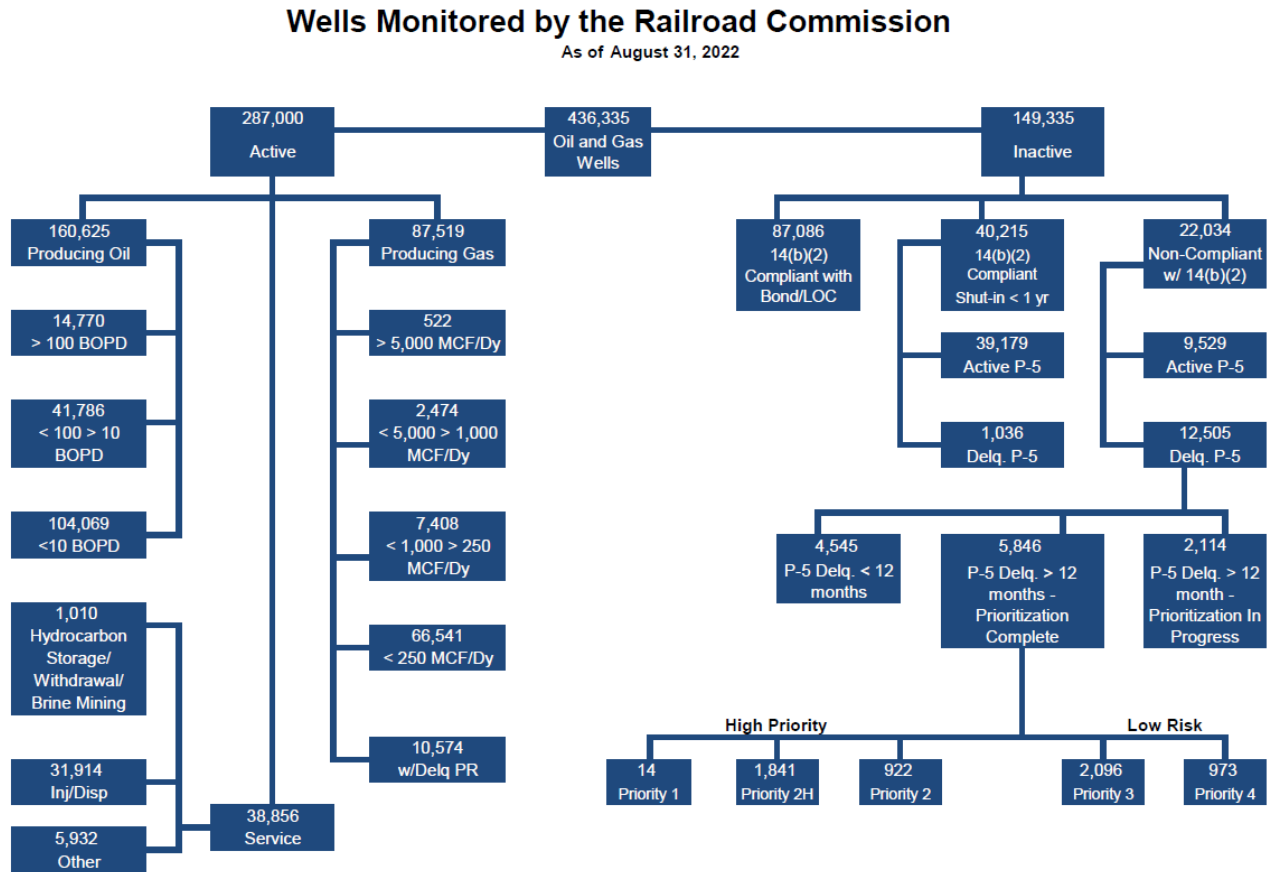 Wells Monitored by the Railroad Commission
As of August 31, 2022
287,000
Active
436,335
Oil and Gas
Wells
149,335
Inactive
160,625
Producing Oil
14,770
> 100 BOPD
41,786
< 100 > 10
BOPD
104,069
<10 BOPD
87,519
Producing Gas
522
> 5,000 MCF/Dy
2,474
< 5,000 > 1,000
MCF/Dy
7,408
< 1,000 > 250
MCF/Dy
66,541
< 250 MCF/Dy
10,574
w/Delq PR
1,010
Hydrocarbon
Storage/
Withdrawal/
Brine Mining
31,914
Inj/Disp
5,932
Other
38,856
Service
87,086
14(b)(2)
Compliant with
Bond/LOC
40,215
14(b)(2)
Compliant
Shut-in < 1 yr
39,179
Active P-5
1,036
Delq. P-5
22,034
Non-Compliant
w/ 14(b)(2)
9,529
Active P-5
12,505
Delq. P-5
4,545
P-5 Delq. < 12
months
5,846
P-5 Delq. > 12
months -
Prioritization
Complete
2,114
P-5 Delq. > 12
month -
Prioritization In
Progress
High Priority
Low Risk
14
Priority 1
1,841
Priority 2H
922
Priority 2
2,096
Priority 3
973
Priority 4